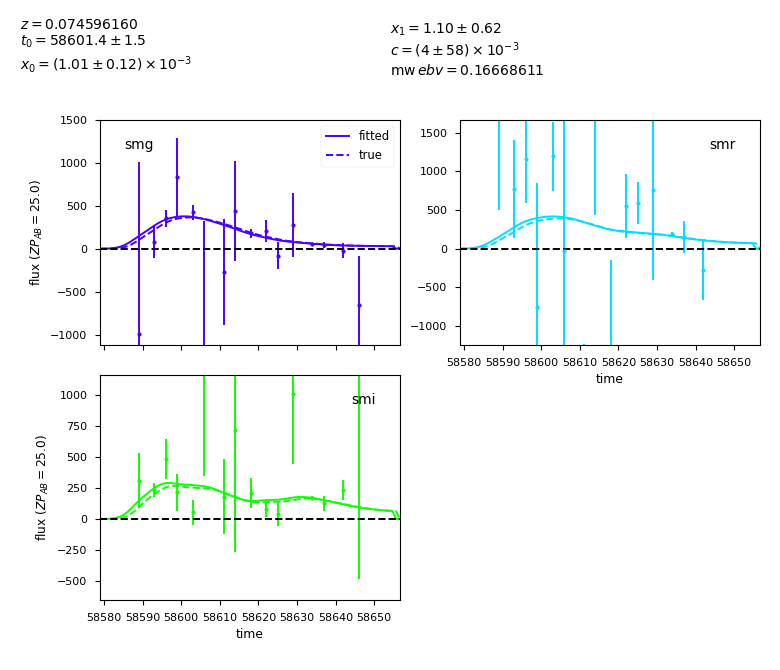 z = 0.074596160
t₀ = 58601.4 ± 1.5
x₀ = (1.01 ± 0.12) × 10⁻³
x₁ = 1.10 ± 0.62
c = (4 ± 58) × 10⁻³
mw ebv = 0.16668611
smg
fitted
true
1500
1000
500
0
−500
−1000
flux (ZP_AB = 25.0)
smr
1500
1000
500
0
−500
−1000
58580 58590 58600 58610 58620 58630 58640 58650
time
smi
1000
750
500
250
0
−250
−500
flux (ZP_AB = 25.0)
58580 58590 58600 58610 58620 58630 58640 58650
time